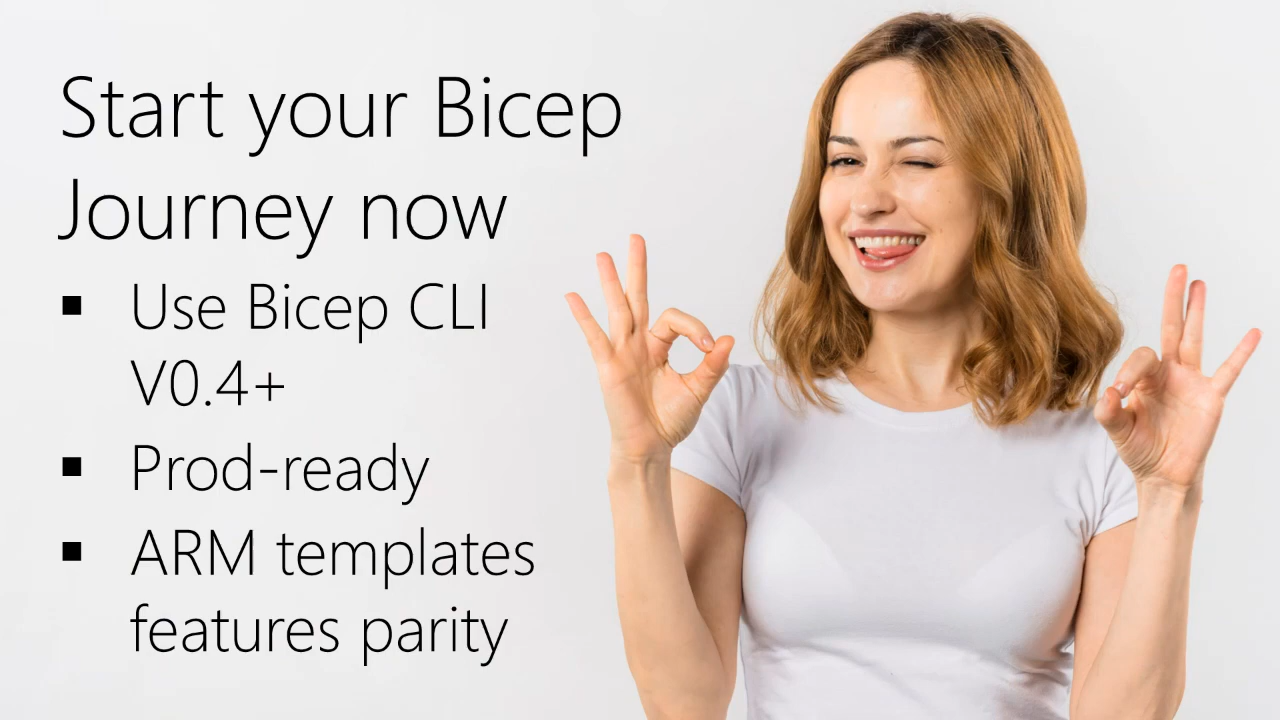 Start your Bicep
Journey now
▪ Use Bicep CLI
V0.4+
▪ Prod-ready
▪ ARM templates
features parity